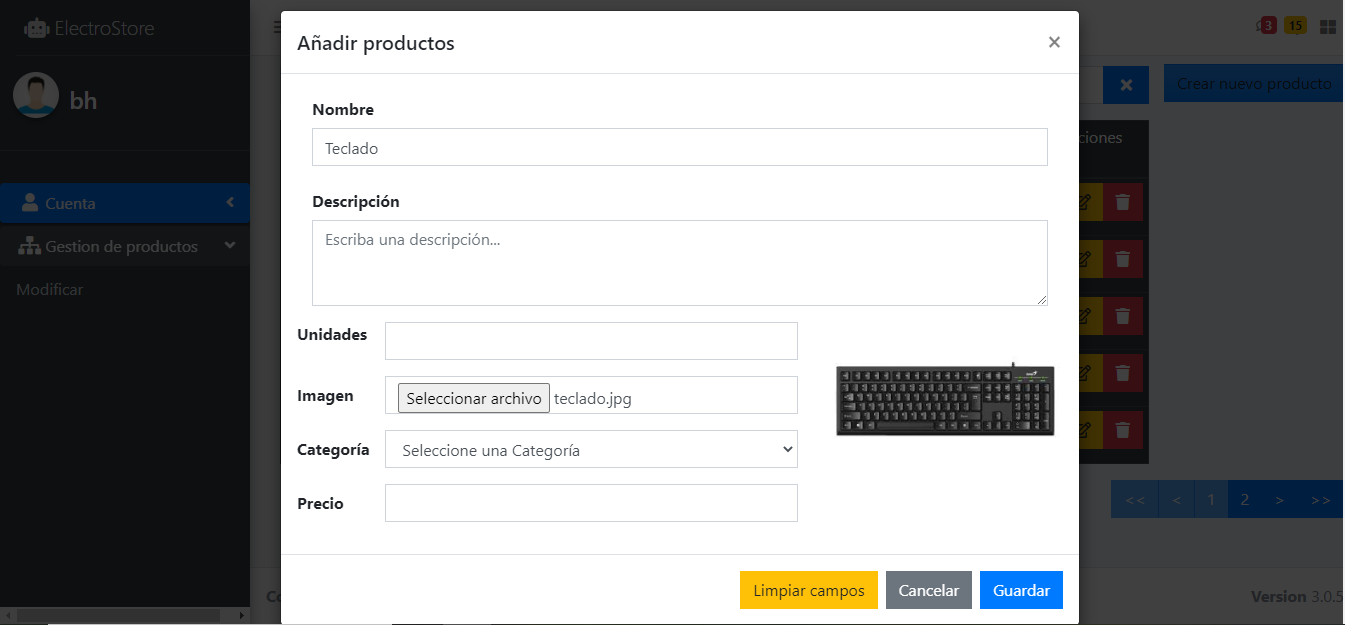 ElectroStore
3
15
Añadir productos
×
bh
Crear nuevo producto
Nombre
Teclado
ciones
Cuenta
Descripción
Gestion de productos
Escriba una descripción...
Modificar
Unidades
Imagen
Seleccionar archivo teclado.jpg
Categoría
Seleccione una Categoría
Precio
<< < 1 2 > >>
Limpiar campos
Cancelar
Guardar
Version 3.0.5